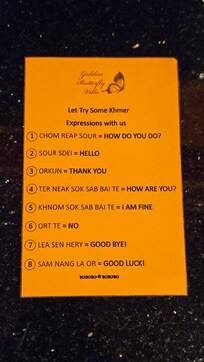 Golden
Butterfly
Villa
Let Try Some Khmer
Expressions with us
1 CHOM REAP SOUR = HOW DO YOU DO?
2 SOUR SDEI = HELLO
3 ORKUN = THANK YOU
4 TER NEAK SOK SAB BAI TE = HOW ARE YOU?
5 KHNOM SOK SAB BAI TE = I AM FINE
6 ORT TE = NO
7 LEA SEN HERY = GOOD BYE!
8 SAM NANG LA OR = GOOD LUCK!